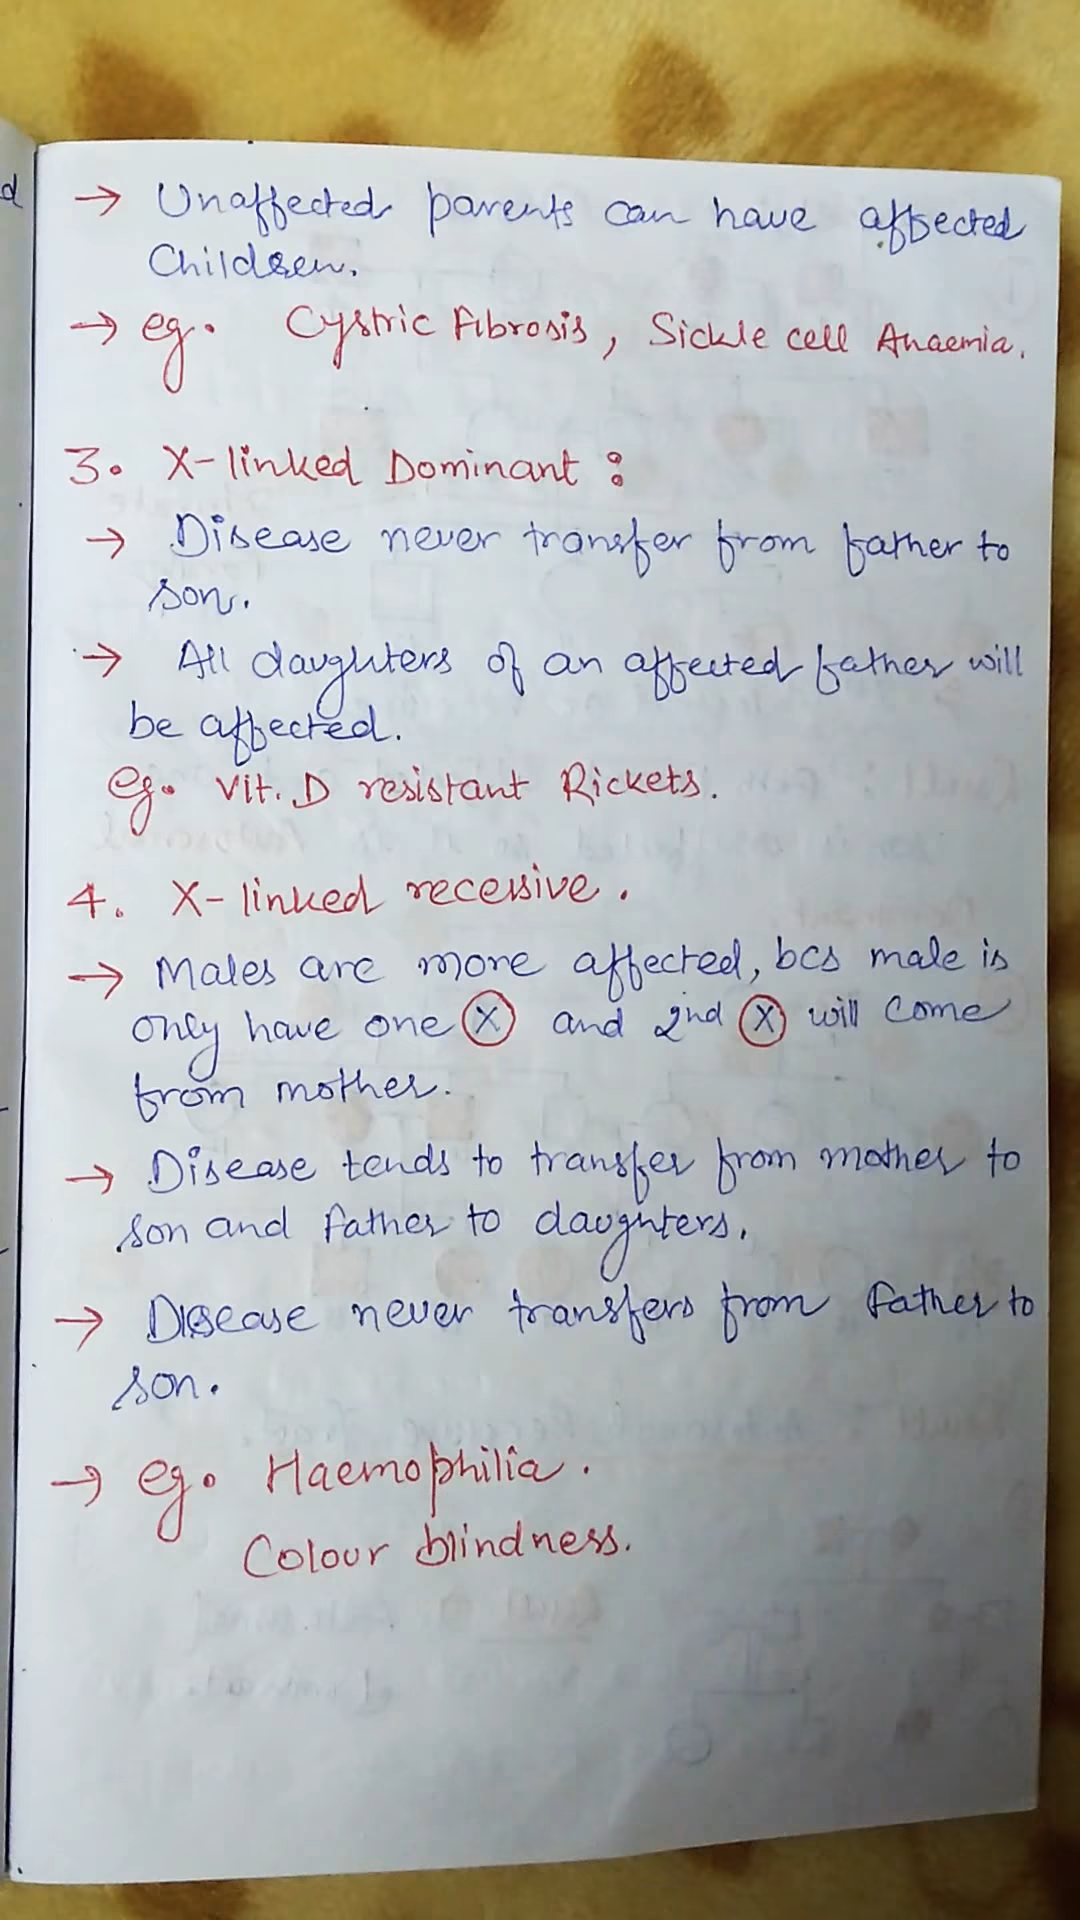 d
→ Unaffected parents can have affected
Children.
→ eg. Cystric Fibrosis, Sickle cell Anaemia.
3. X-linked Dominant :
→ Disease never transfer from father to
son.
→ All daughters of an affected father will
be affected.
eg. Vit. D resistant Rickets.
4. X-linked recessive.
→ Males are more affected, bcs male is
only have one X and 2nd X will come
from mother.
→ Disease tends to transfer from mother to
son and father to daughters.
→ Disease never transfers from father to
son.
→ eg. Haemophilia.
Colour blindness.